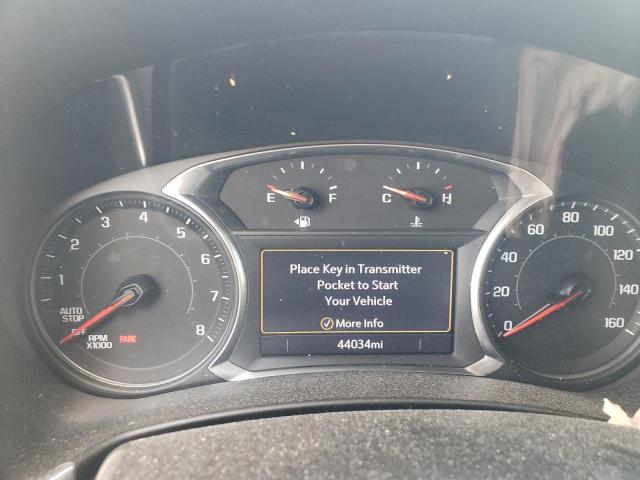 E F
C H
1 2 3 4 5 6 7 8
AUTO
STOP
OFF
RPM
X1000
PARK
Place Key in Transmitter
Pocket to Start
Your Vehicle
More Info
44034mi
0 20 40 60 80 100 120 140 160